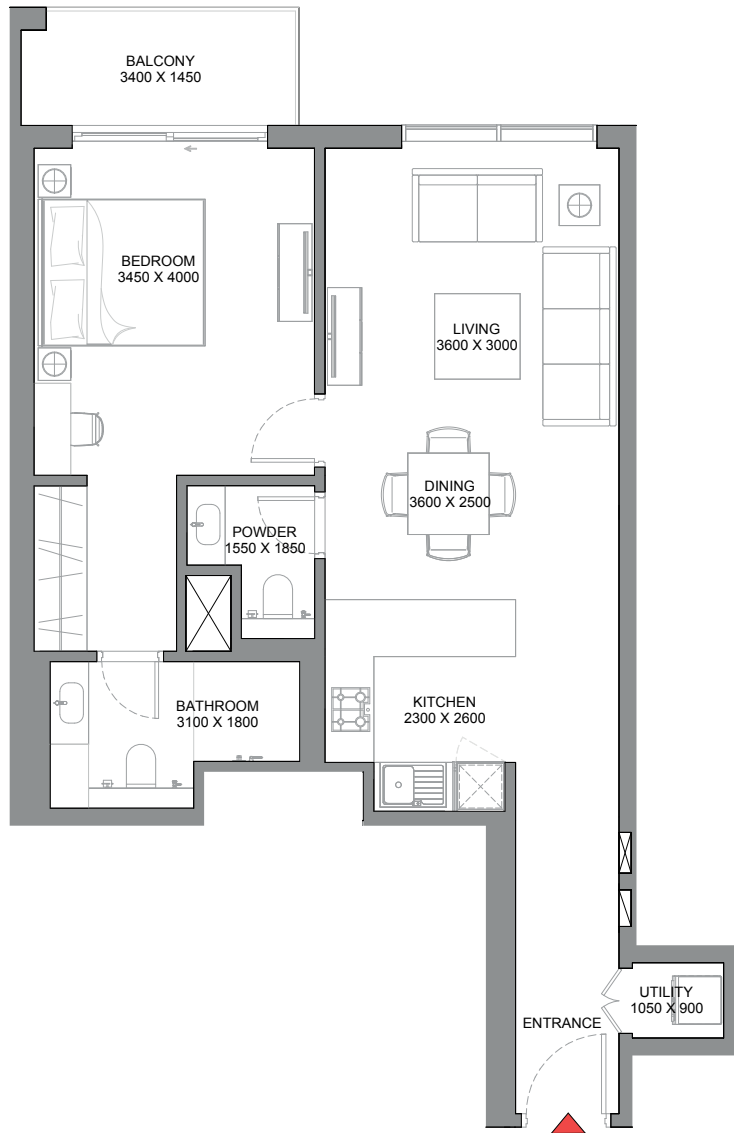 BALCONY
3400 X 1450
BEDROOM
3450 X 4000
LIVING
3600 X 3000
DINING
3600 X 2500
POWDER
1550 X 1850
BATHROOM
3100 X 1800
KITCHEN
2300 X 2600
UTILITY
1050 X 900
ENTRANCE